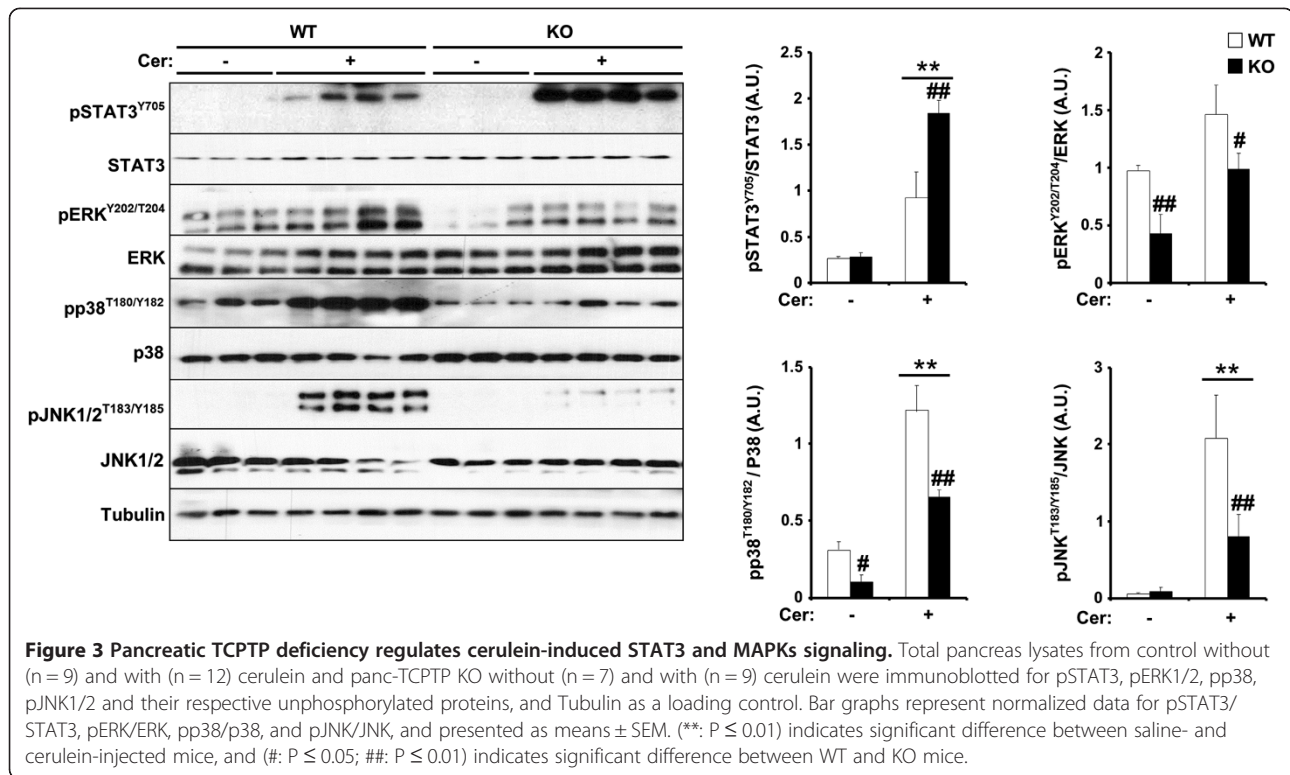 WT KO
Cer: - + - +
pSTAT3Y705
STAT3
pERKY202/T204
ERK
pp38T180/Y182
p38
pJNK1/2T183/Y185
JNK1/2
Tubulin
WT
KO
pSTAT3Y705/STAT3 (A.U.)
2.5
2
1.5
1
0.5
0
**
##
Cer: - +
pERKY202/T204/ERK (A.U.)
2
1.5
1
0.5
0
##
#
Cer: - +
pp38T180/Y182 / P38 (A.U.)
1.5
1
0.5
0
**
#
##
Cer: - +
pJNKT183/Y185/JNK (A.U.)
3
2
1
0
**
##
Cer: - +
Figure 3 Pancreatic TCPTP deficiency regulates cerulein-induced STAT3 and MAPKs signaling. Total pancreas lysates from control without
(n = 9) and with (n = 12) cerulein and panc-TCPTP KO without (n = 7) and with (n = 9) cerulein were immunoblotted for pSTAT3, pERK1/2, pp38,
pJNK1/2 and their respective unphosphorylated proteins, and Tubulin as a loading control. Bar graphs represent normalized data for pSTAT3/
STAT3, pERK/ERK, pp38/p38, and pJNK/JNK, and presented as means ± SEM. (**: P ≤ 0.01) indicates significant difference between saline- and
cerulein-injected mice, and (#: P ≤ 0.05; ##: P ≤ 0.01) indicates significant difference between WT and KO mice.